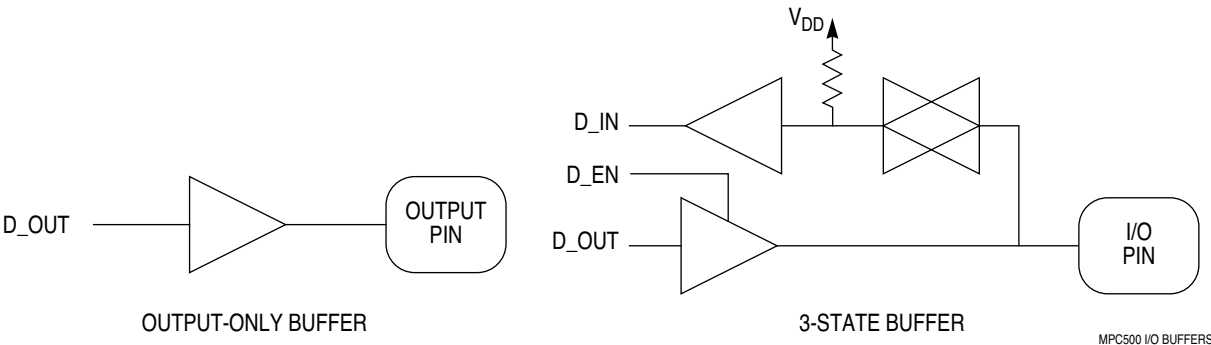 V_DD
D_IN
D_EN
D_OUT
OUTPUT
PIN
D_OUT
I/O
PIN
OUTPUT-ONLY BUFFER
3-STATE BUFFER
MPC500 I/O BUFFERS